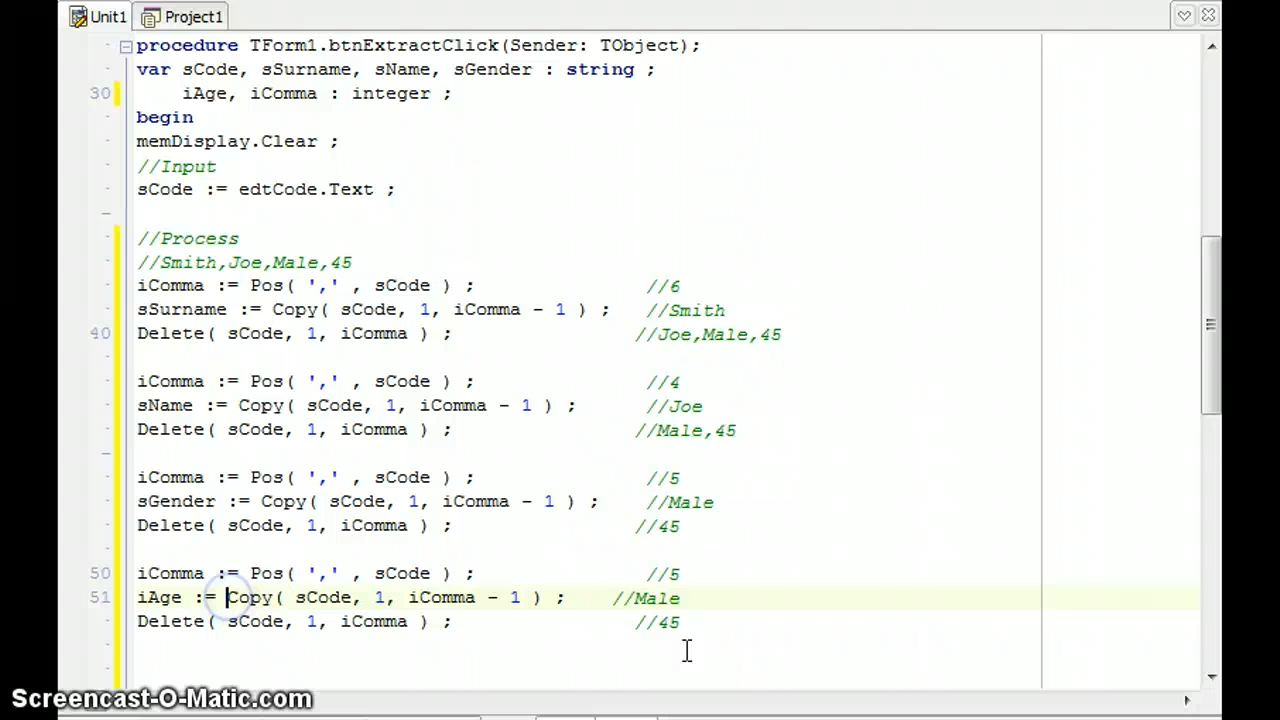 Unit1 Project1
procedure TForm1.btnExtractClick(Sender: TObject);
var sCode, sSurname, sName, sGender : string ;
30 iAge, iComma : integer ;
begin
memDisplay.Clear ;
//Input
sCode := edtCode.Text ;
//Process
//Smith,Joe,Male,45
iComma := Pos( ',' , sCode ) ; //6
sSurname := Copy( sCode, 1, iComma - 1 ) ; //Smith
40 Delete( sCode, 1, iComma ) ; //Joe,Male,45
iComma := Pos( ',' , sCode ) ; //4
sName := Copy( sCode, 1, iComma - 1 ) ; //Joe
Delete( sCode, 1, iComma ) ; //Male,45
iComma := Pos( ',' , sCode ) ; //5
sGender := Copy( sCode, 1, iComma - 1 ) ; //Male
Delete( sCode, 1, iComma ) ; //45
50 iComma := Pos( ',' , sCode ) ; //5
51 iAge := Copy( sCode, 1, iComma - 1 ) ; //Male
Delete( sCode, 1, iComma ) ; //45
Screencast-O-Matic.com